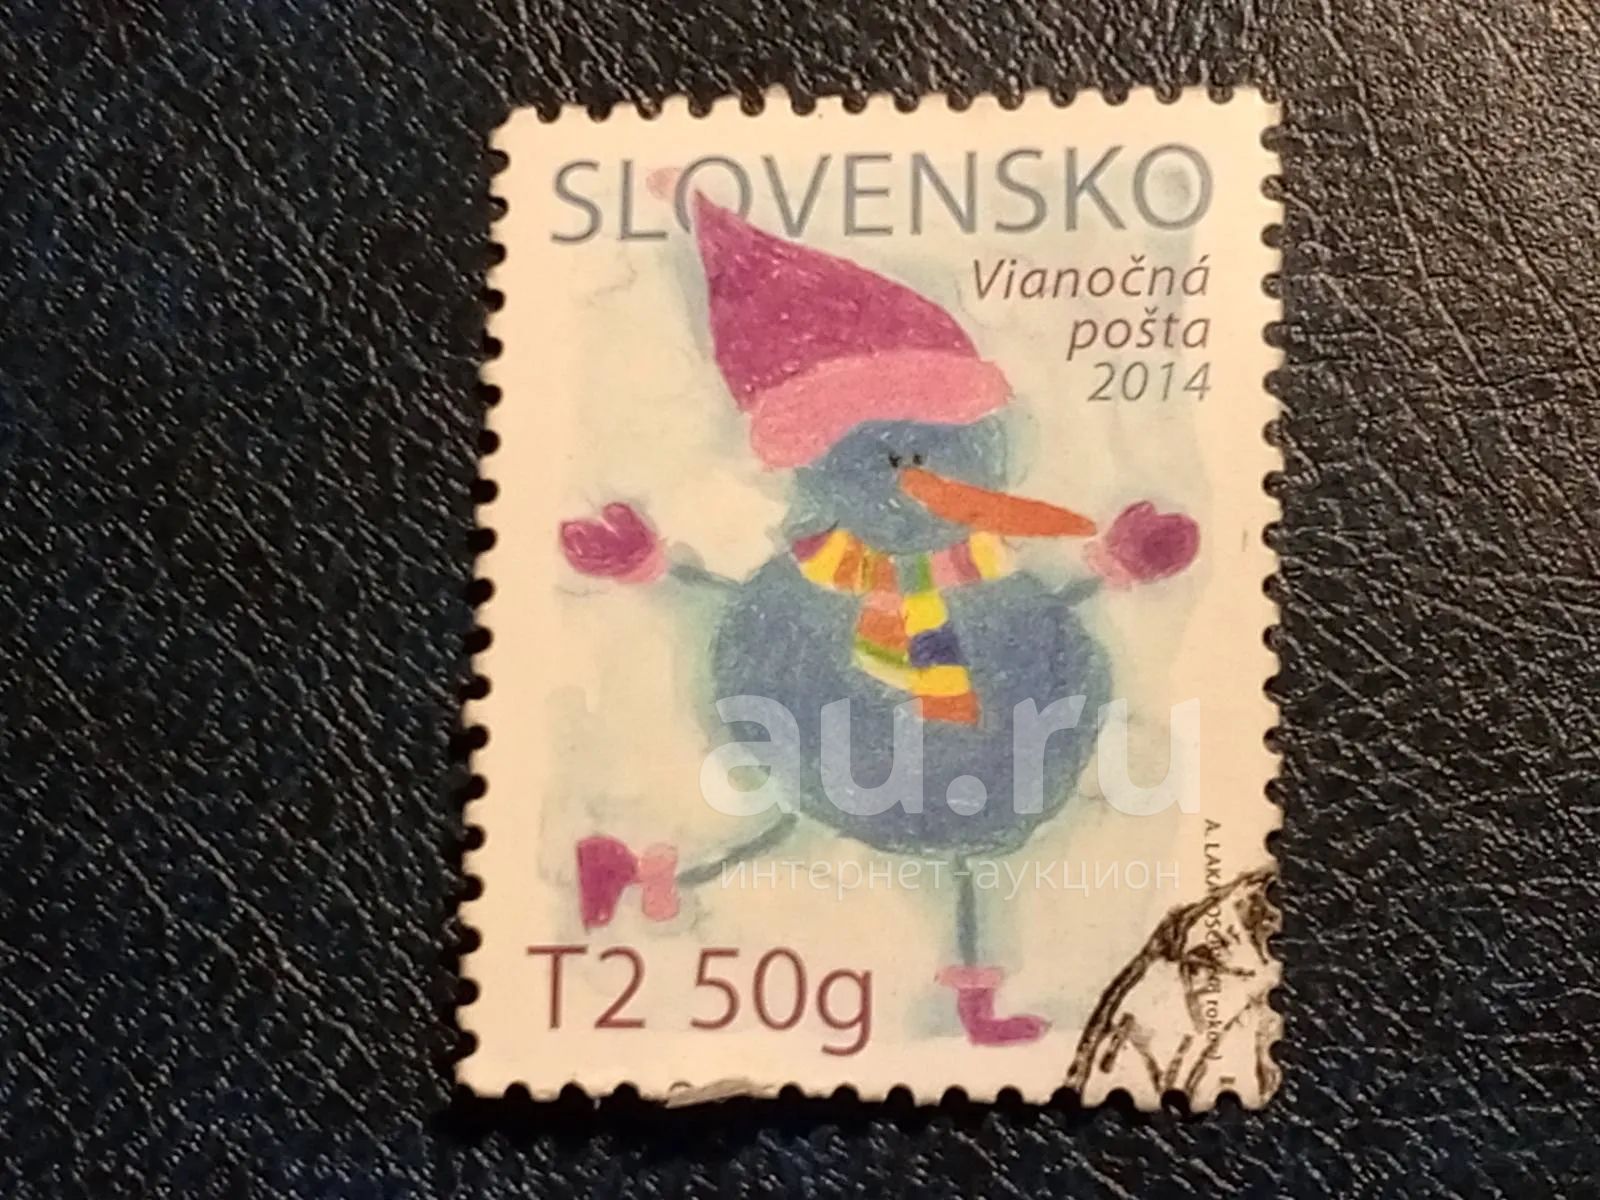 SLOVENSKO
Vianočná
pošta
2014
T2 50g
au.ru
интернет-аукцион